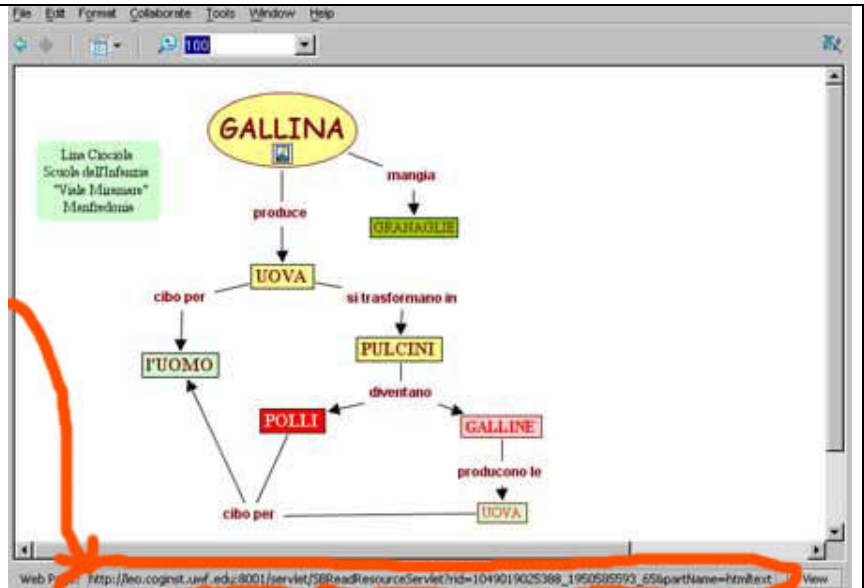 File Edit Format Collaborate Tools Window Help
100
GALLINA
Lina Ciociola
Scuola dell'Infanzia
"Viale Miramare"
Manfredonia
mangia
produce
GRANAGLIE
UOVA
cibo per
si trasformano in
l'UOMO
PULCINI
diventano
POLLI
GALLINE
producono le
cibo per
UOVA
Web P http://leo.coginst.uwf.edu:8001/servlet/SBReadResourceServlet?rid=1049019025388_1950585593_65&partName=htmltext View